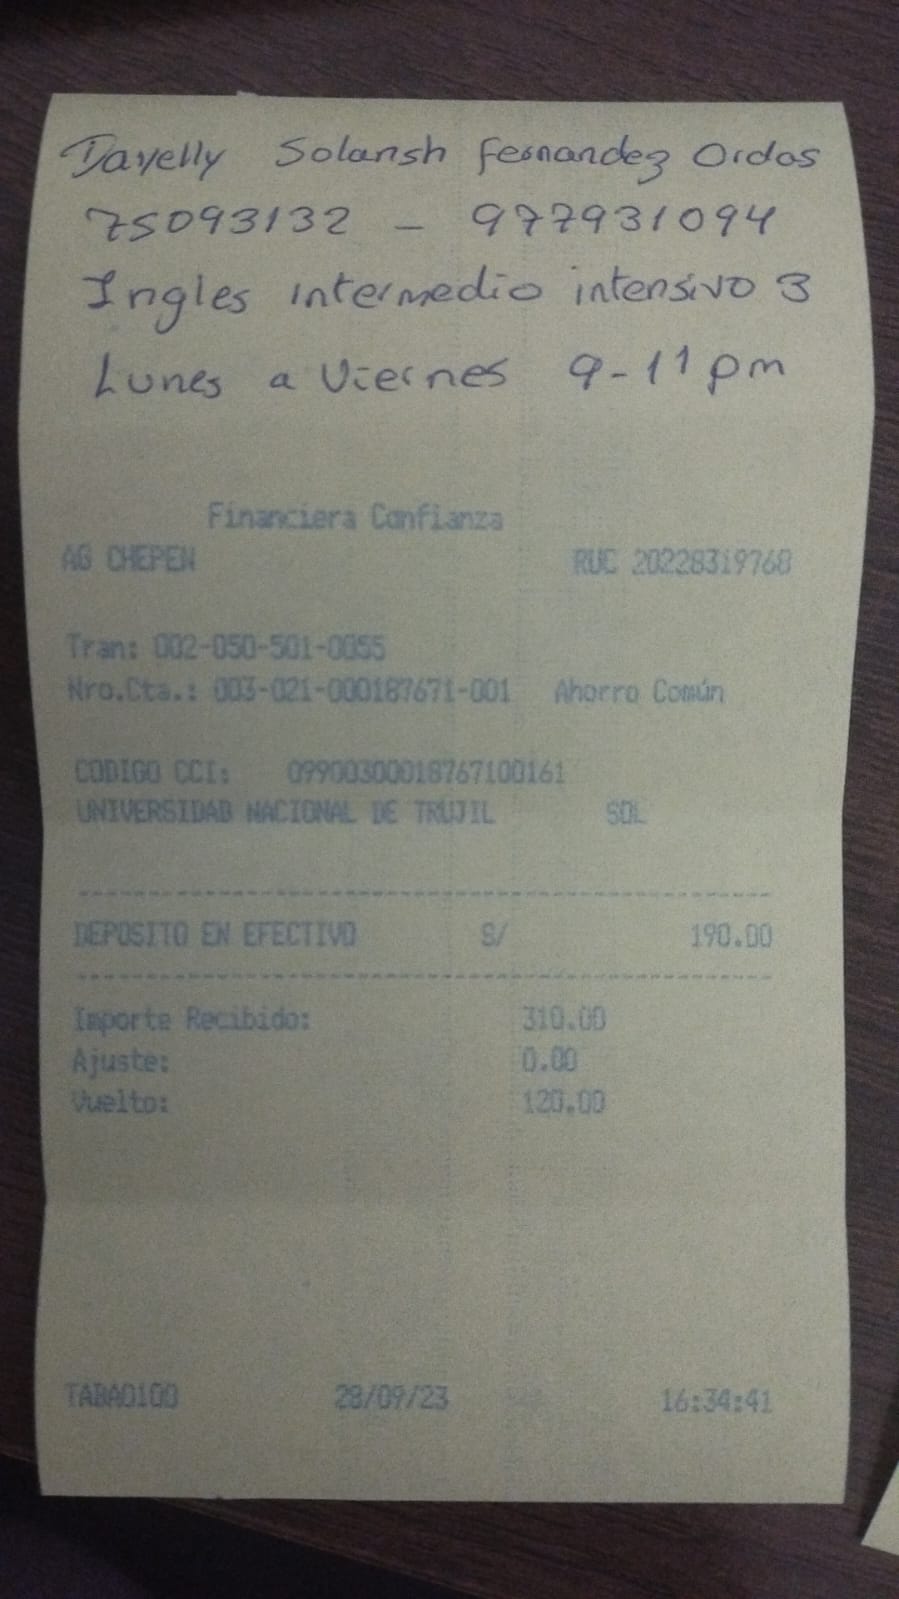 Dayelly Solansh Fernandez Ordas
75093132 - 977931094
Ingles intermedio intensivo 3
Lunes a Viernes 9-11 pm
Financiera Confianza
AG CHEPEN RUC 20228319768
Tran: 002-050-501-0055
Nro.Cta.: 003-021-000187671-001 Ahorro Común
CODIGO CCI: 09900300018767100161
UNIVERSIDAD NACIONAL DE TRUJIL SOL
DEPOSITO EN EFECTIVO S/ 190.00
Importe Recibido: 310.00
Ajuste: 0.00
Vuelto: 120.00
TABA0100 28/09/23 16:34:41